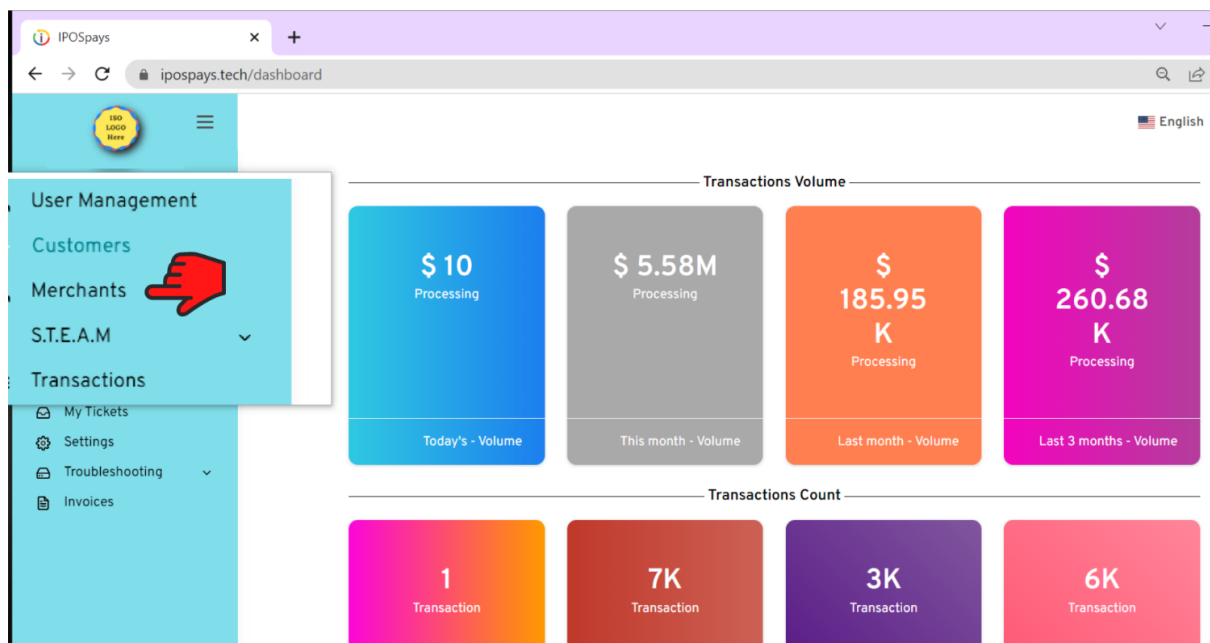 IPOSpays
ipospays.tech/dashboard
ISO
LOGO
Here
English
User Management
Customers
Merchants
S.T.E.A.M
Transactions
My Tickets
Settings
Troubleshooting
Invoices
Transactions Volume
$ 10
Processing
Today's - Volume
$ 5.58M
Processing
This month - Volume
$
185.95
K
Processing
Last month - Volume
$
260.68
K
Processing
Last 3 months - Volume
Transactions Count
1
Transaction
7K
Transaction
3K
Transaction
6K
Transaction